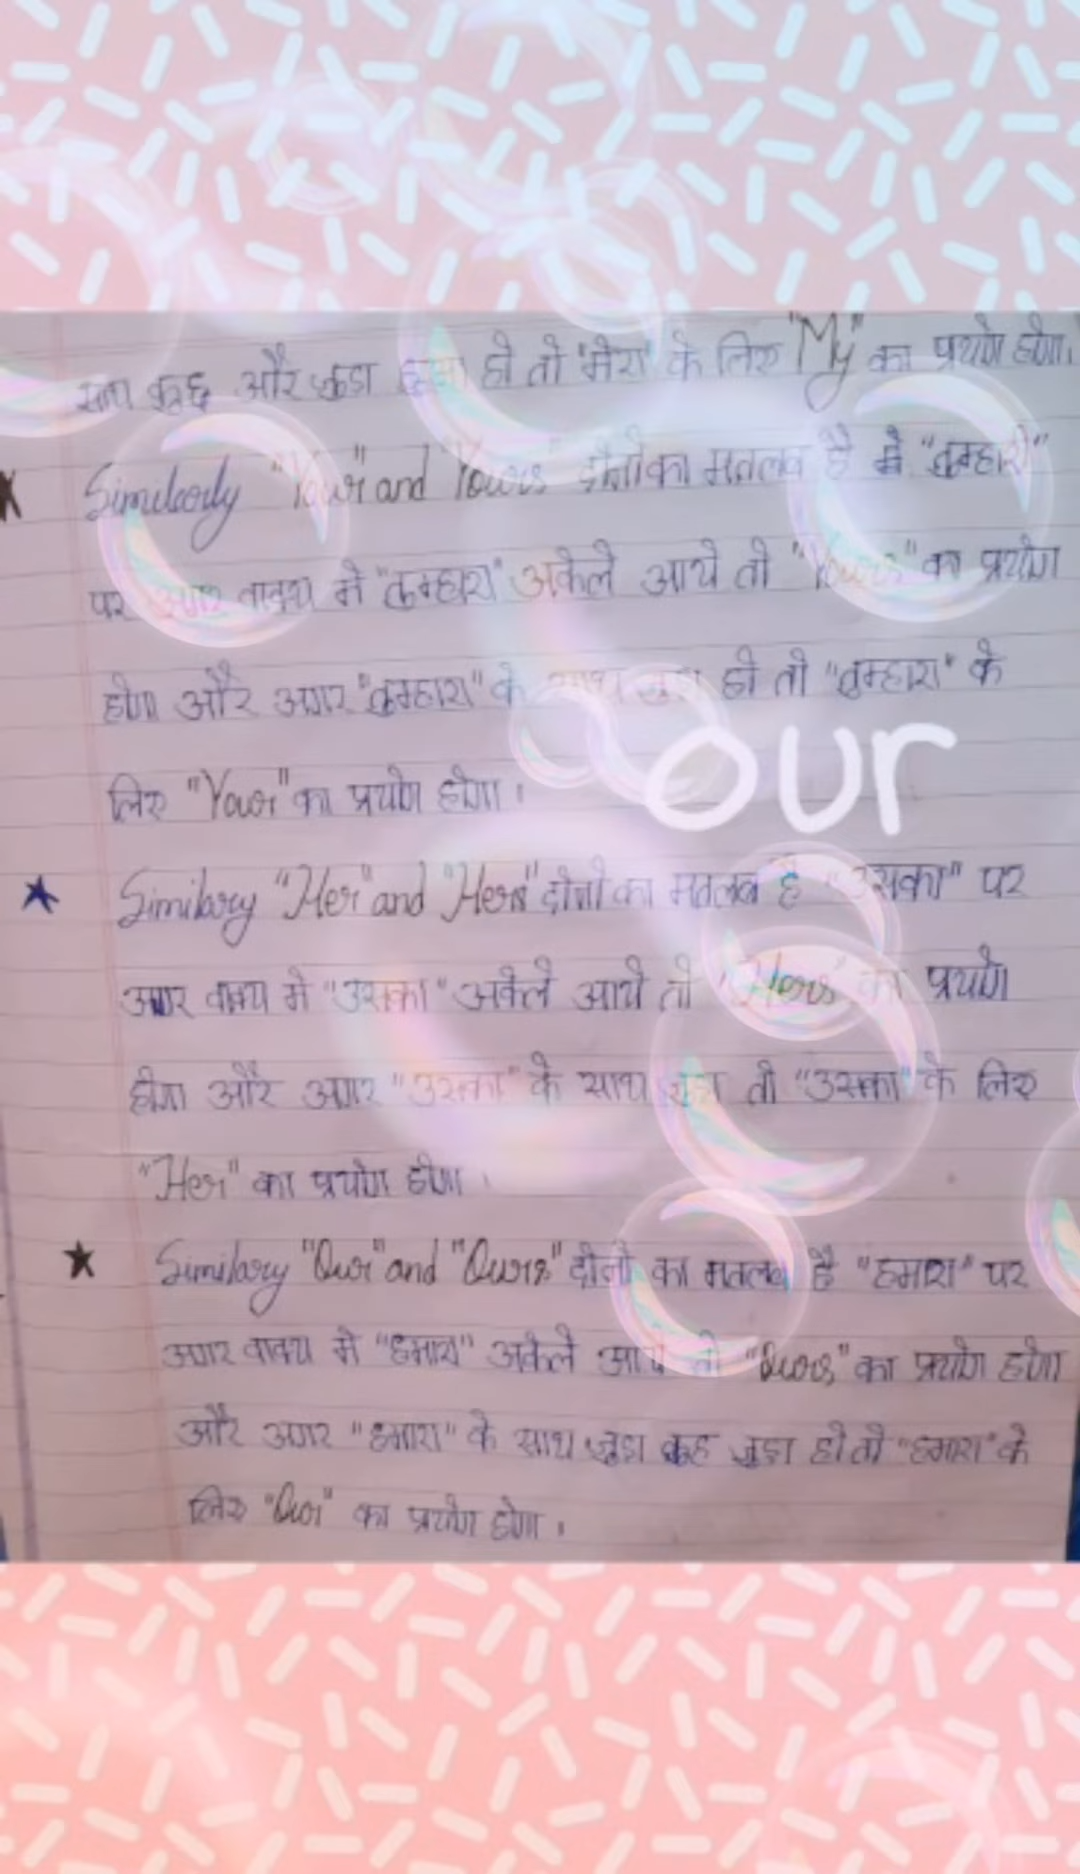 साथ कुछ और जुडा हुआ हो तो "मेरा" के लिए "My" का प्रयोग होगा।
Similarly "Your" and "Yours" दोनो का मतलब है "तुम्हारा"
पर अगर वाक्य मे "तुम्हारा" अकेले आये तो "Yours" का प्रयोग
होगा और अगर "तुम्हारा" के साथ जुडा हो तो "तुम्हारा" के
our
लिए "Your" का प्रयोग होगा।
Similary "Her" and "Hers" दोनो का मतलब है "उसका" पर
अगर वाक्य मे "उसका" अकेले आये तो "Hers" का प्रयोग
होगा और अगर "उसका" के साथ जुडा तो "उसका" के लिए
"Her" का प्रयोग होगा।
Similary "Our" and "Ours" दोनो का मतलब है "हमारा" पर
अगर वाक्य मे "हमारा" अकेले आये तो "Ours" का प्रयोग होगा
और अगर "हमारा" के साथ जुडा कुह जुडा हो तो "हमारा" के
लिए "Our" का प्रयोग होगा।